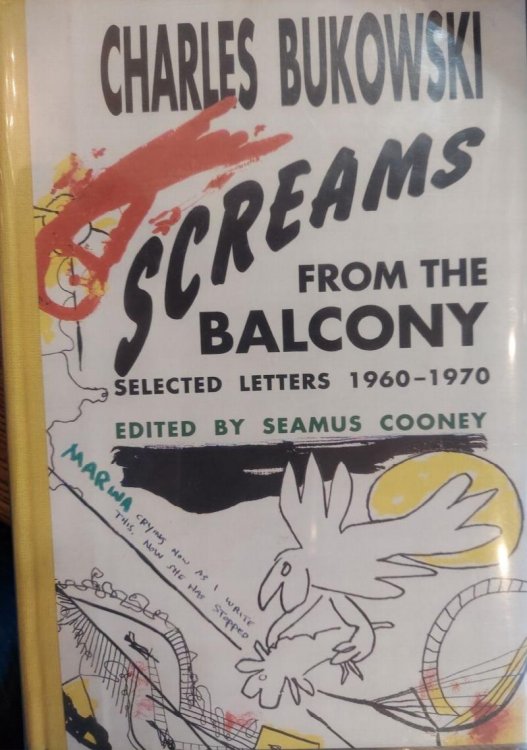 CHARLES BUKOWSKI
SCREAMS
FROM THE
BALCONY
SELECTED LETTERS 1960–1970
EDITED BY SEAMUS COONEY
MARINA
CRYING NOW AS I WRITE
THIS. NOW SHE HAS STOPPED